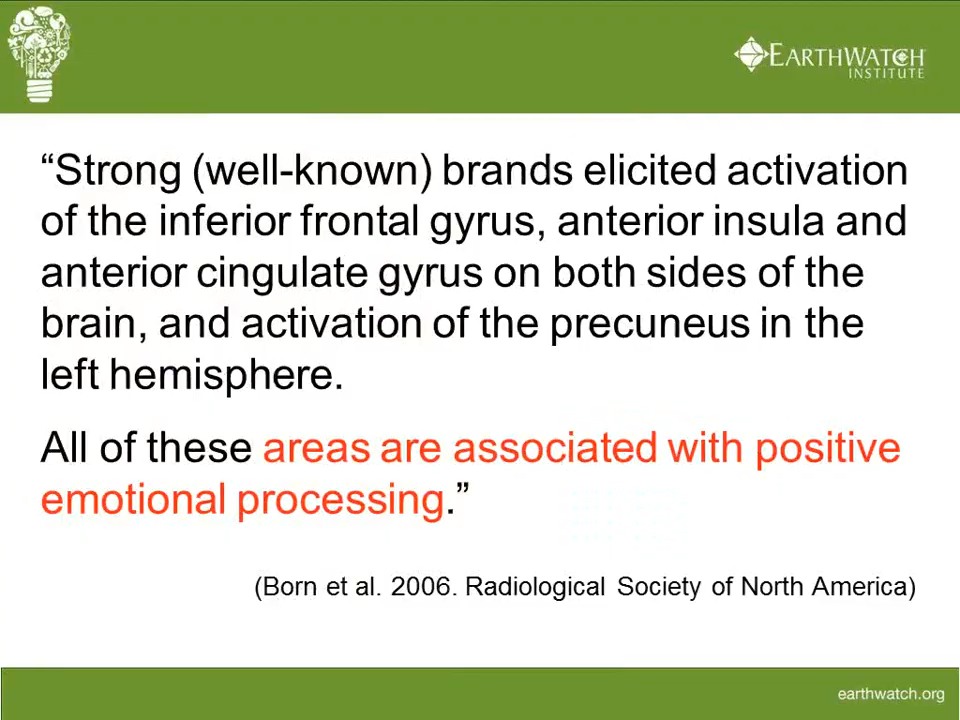 EARTHWATCH
INSTITUTE
“Strong (well-known) brands elicited activation
of the inferior frontal gyrus, anterior insula and
anterior cingulate gyrus on both sides of the
brain, and activation of the precuneus in the
left hemisphere.
All of these areas are associated with positive
emotional processing.”
(Born et al. 2006. Radiological Society of North America)
earthwatch.org